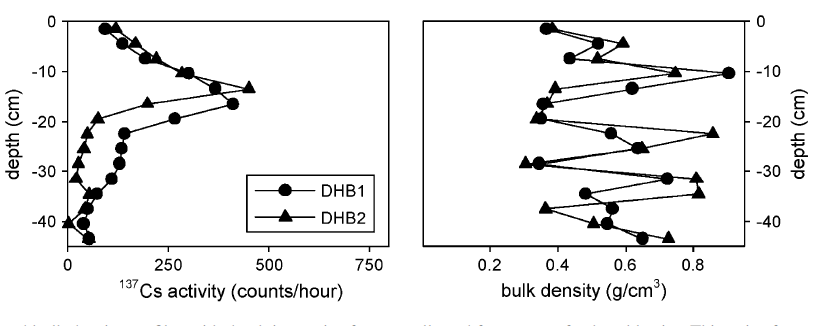 0
-10
-20
-30
-40
depth (cm)
DHB1
DHB2
0 250 500 750
137Cs activity (counts/hour)
0.2 0.4 0.6 0.8
bulk density (g/cm3)
0
-10
-20
-30
-40
depth (cm)